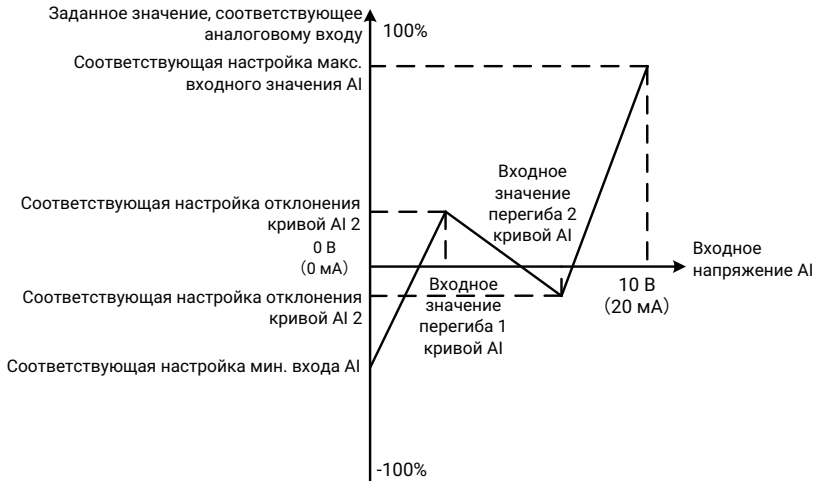 Заданное значение, соответствующее
аналоговому входу
100%
Соответствующая настройка макс.
входного значения AI
Входное
значение
перегиба 2
кривой AI
Соответствующая настройка отклонения
кривой AI 2
0 В
(0 мА)
Входное
напряжение AI
Соответствующая настройка отклонения
кривой AI 2
Входное
значение
перегиба 1
кривой AI
10 В
(20 мА)
Соответствующая настройка мин. входа AI
-100%